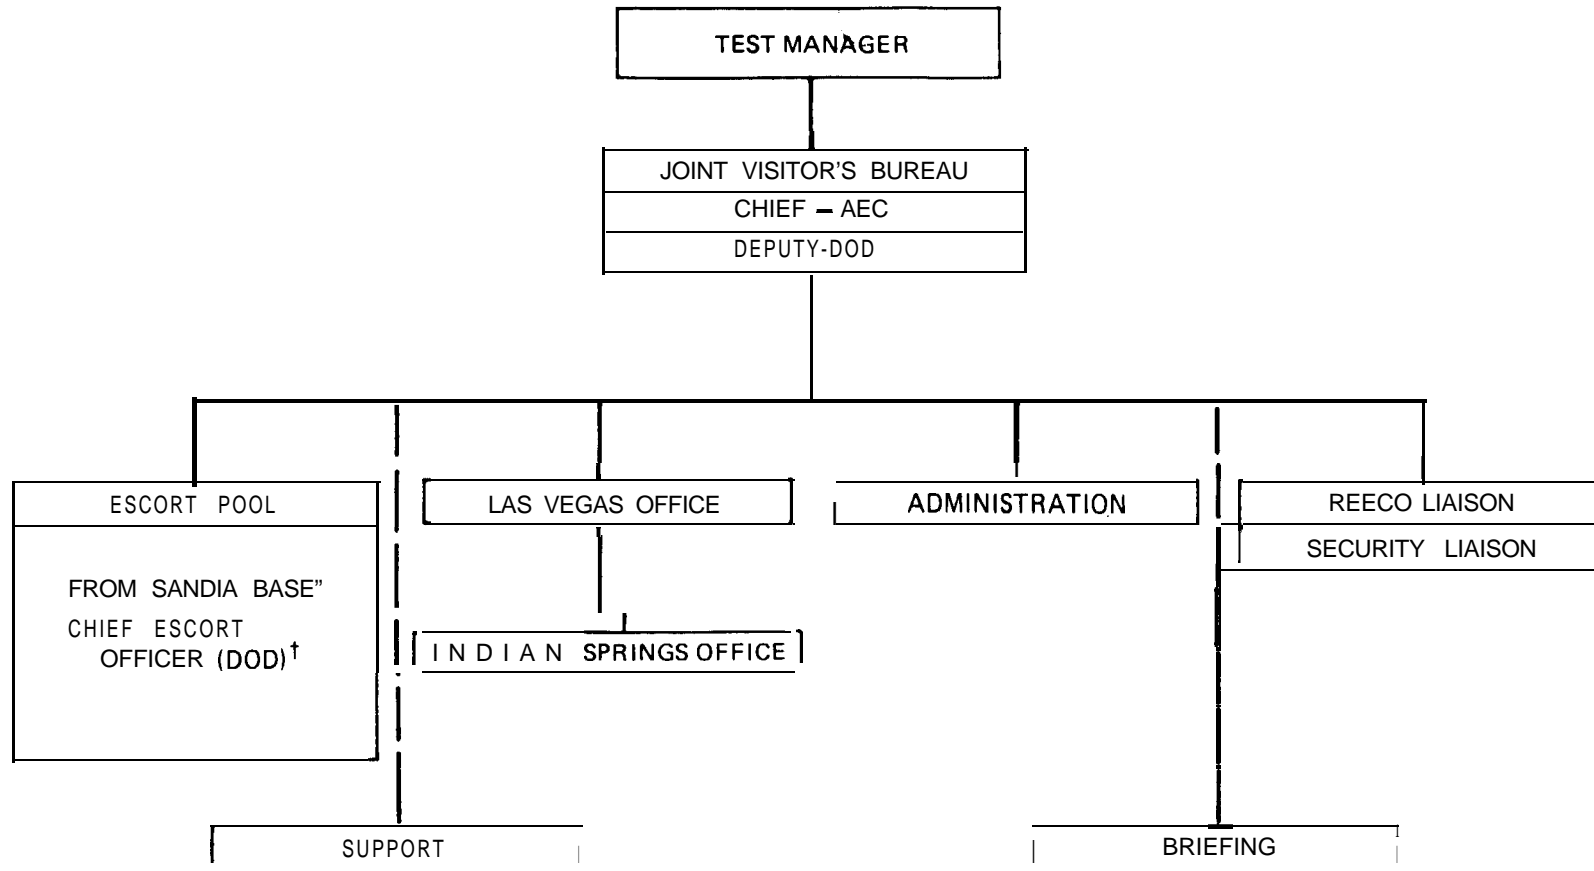 TEST MANAGER
JOINT VISITOR'S BUREAU
CHIEF – AEC
DEPUTY-DOD
ESCORT POOL
LAS VEGAS OFFICE
ADMINISTRATION
REECO LIAISON
SECURITY LIAISON
FROM SANDIA BASE”
CHIEF ESCORT
OFFICER (DOD)†
INDIAN SPRINGS OFFICE
SUPPORT
BRIEFING